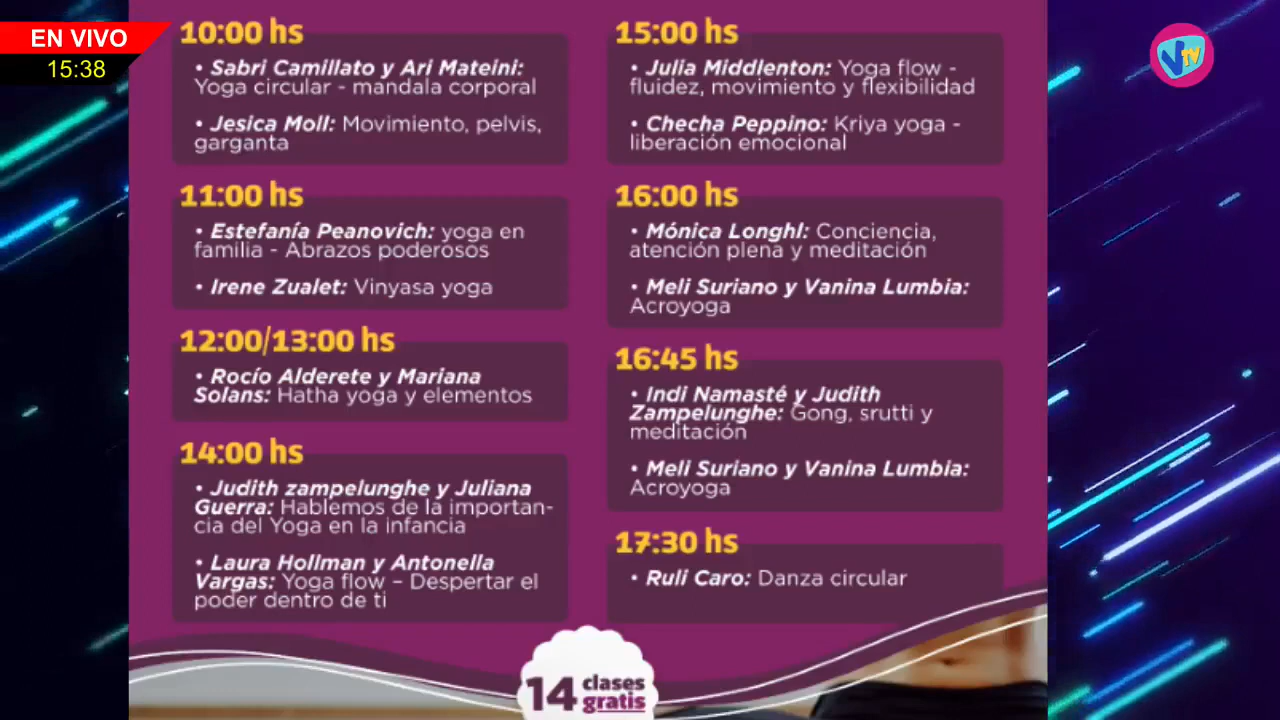 EN VIVO
15:38
VTV
10:00 hs
• Sabri Camillato y Ari Mateini:
Yoga circular - mandala corporal
• Jesica Moll: Movimiento, pelvis,
garganta
11:00 hs
• Estefanía Peanovich: yoga en
familia - Abrazos poderosos
• Irene Zualet: Vinyasa yoga
12:00/13:00 hs
• Rocío Alderete y Mariana
Solans: Hatha yoga y elementos
14:00 hs
• Judith zampelunghe y Juliana
Guerra: Hablemos de la importan-
cia del Yoga en la infancia
• Laura Hollman y Antonella
Vargas: Yoga flow – Despertar el
poder dentro de ti
15:00 hs
• Julia Middlenton: Yoga flow -
fluidez, movimiento y flexibilidad
• Checha Peppino: Kriya yoga -
liberación emocional
16:00 hs
• Mónica Longhl: Conciencia,
atención plena y meditación
• Meli Suriano y Vanina Lumbia:
Acroyoga
16:45 hs
• Indi Namasté y Judith
Zampelunghe: Gong, srutti y
meditación
• Meli Suriano y Vanina Lumbia:
Acroyoga
17:30 hs
• Ruli Caro: Danza circular
14 clases
gratis